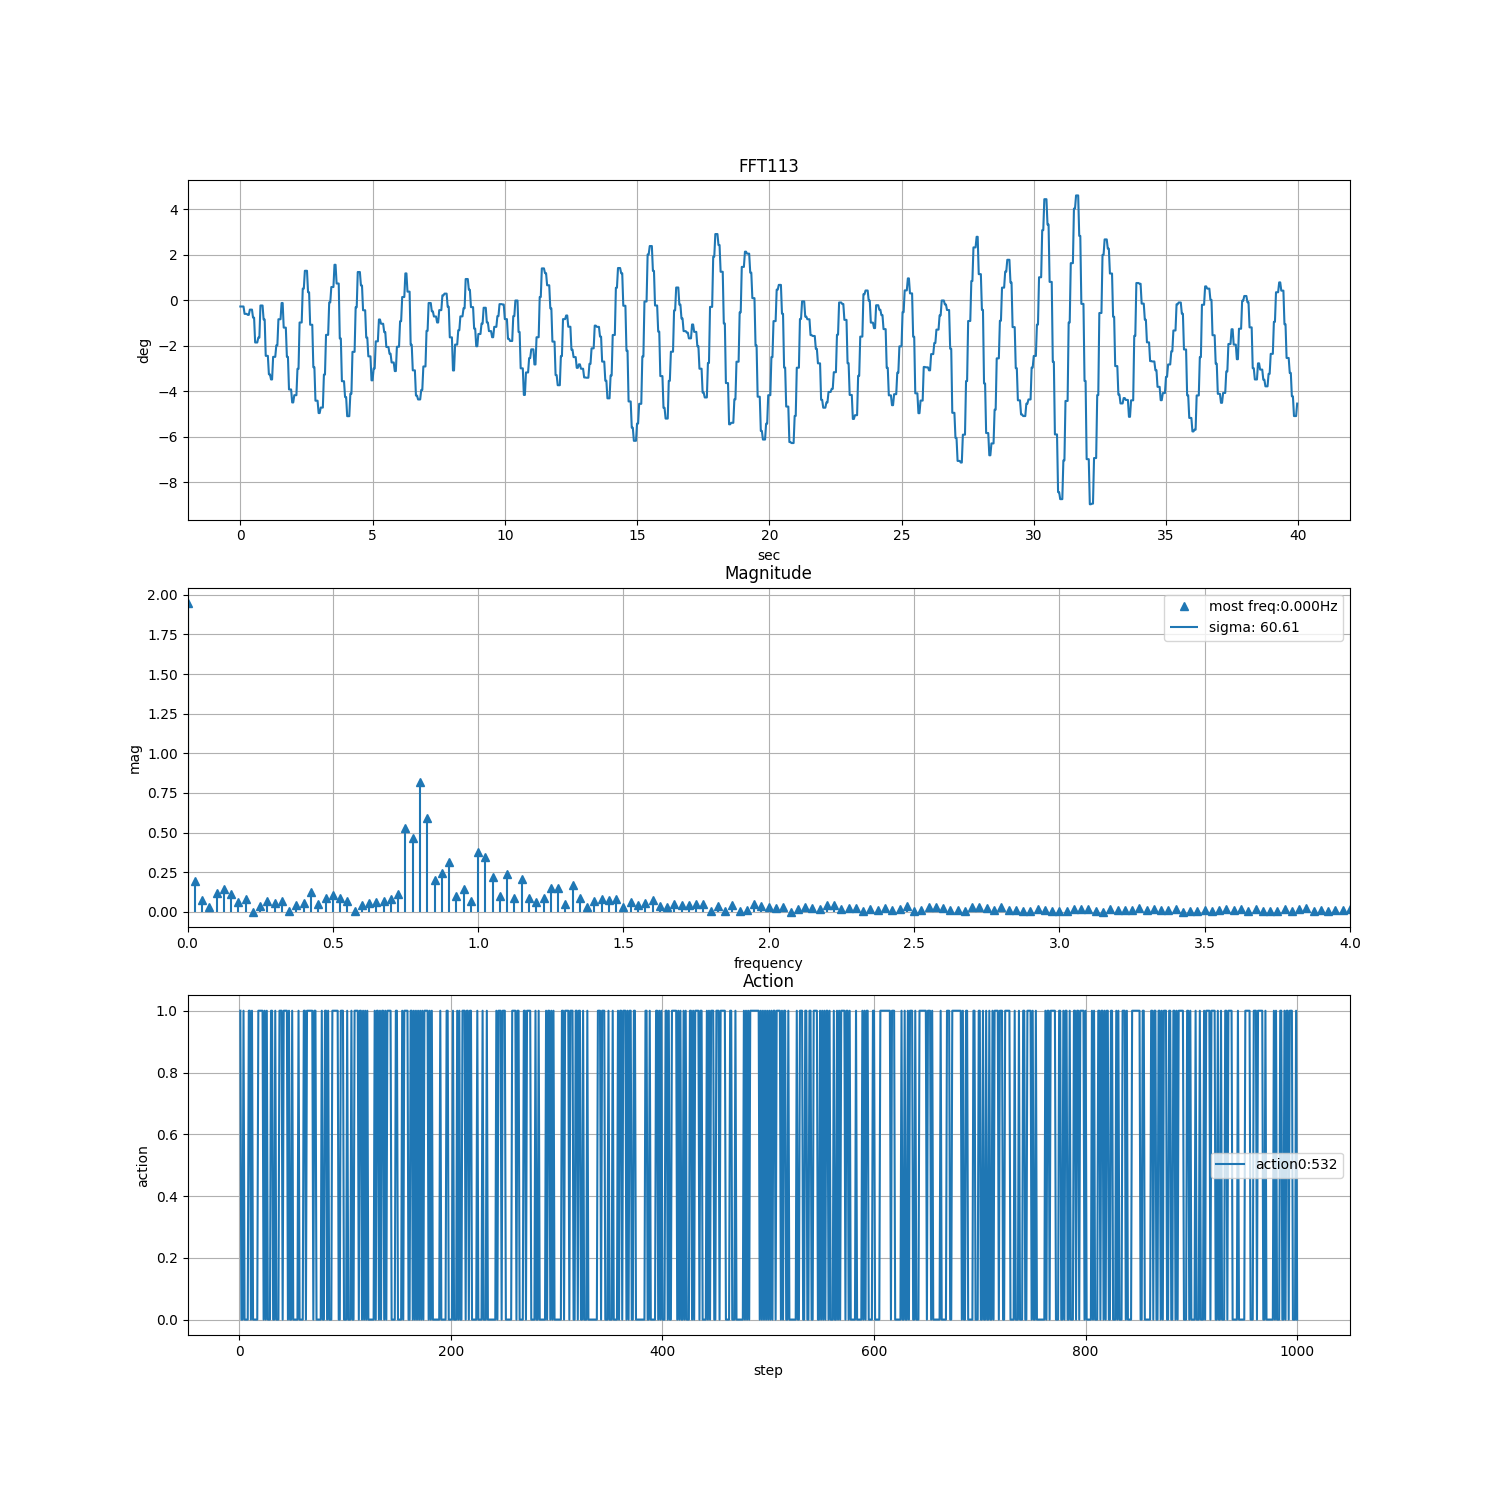 FFT113
4
2
0
−2
−4
−6
−8
deg
0 5 10 15 20 25 30 35 40
sec
Magnitude
2.00
1.75
1.50
1.25
1.00
0.75
0.50
0.25
0.00
mag
most freq:0.000Hz
sigma: 60.61
0.0 0.5 1.0 1.5 2.0 2.5 3.0 3.5 4.0
frequency
Action
1.0
0.8
0.6
0.4
0.2
0.0
action
action0:532
0 200 400 600 800 1000
step